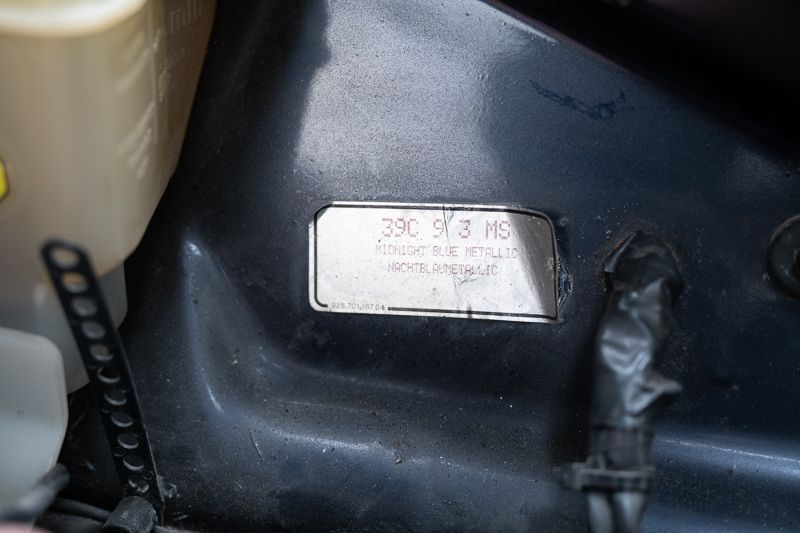 39C 9 3 MS
MIDNIGHT BLUE METALLIC
NACHTBLAUMETALLIC
928.701.167.04